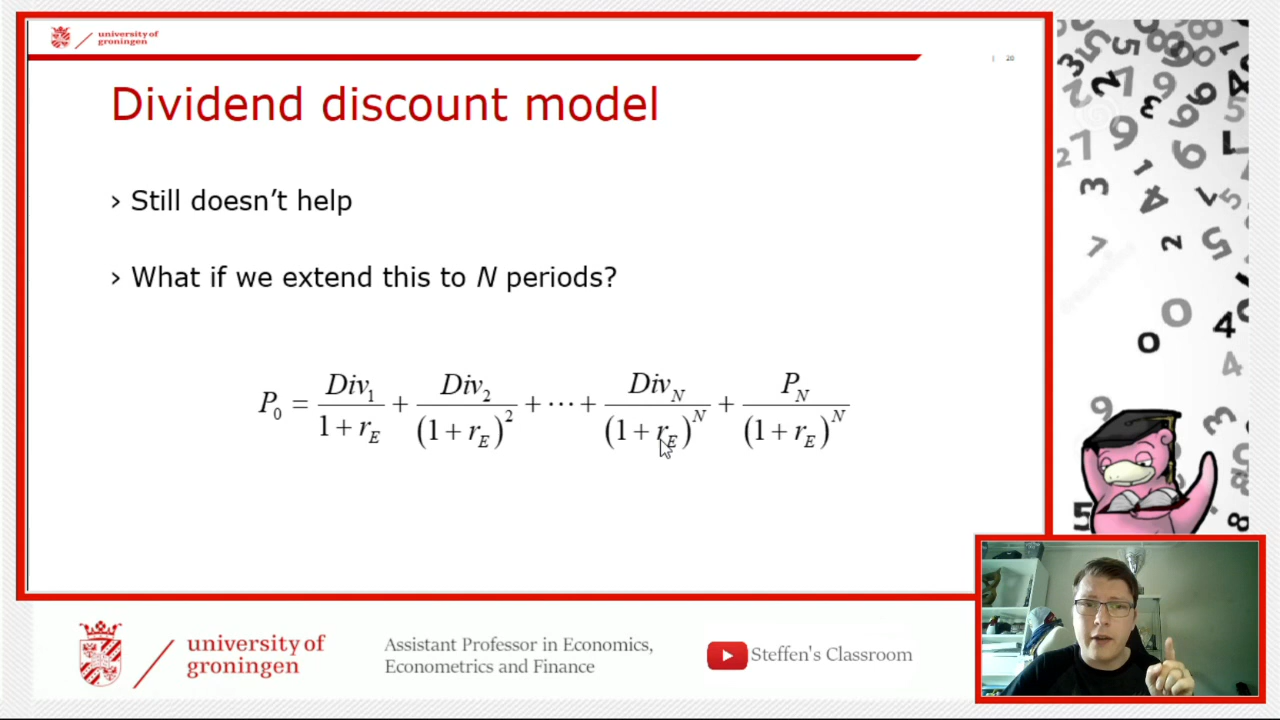 university of
groningen
| 20
Dividend discount model
› Still doesn't help
› What if we extend this to N periods?
P₀ = Div₁ / (1 + r_E) + Div₂ / (1 + r_E)² + ⋯ + Div_N / (1 + r_E)^N + P_N / (1 + r_E)^N
university of
groningen
Assistant Professor in Economics,
Econometrics and Finance
Steffen's Classroom